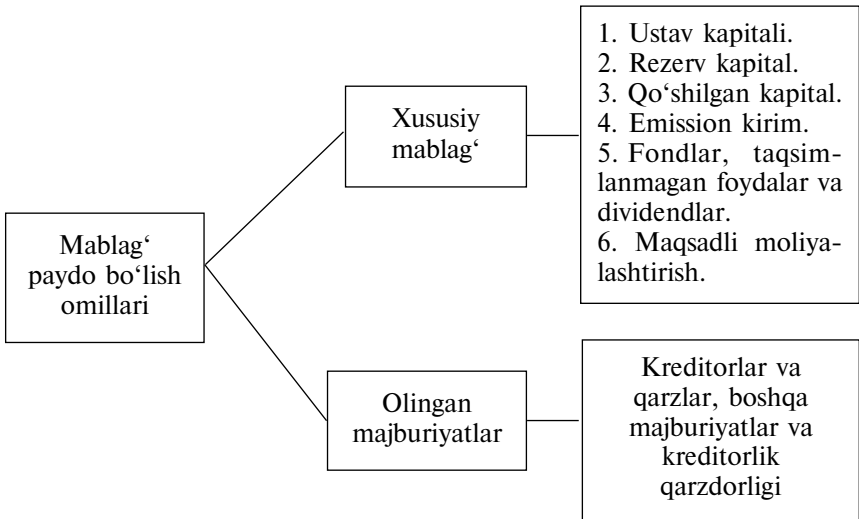 Mablag‘
paydo bo‘lish
omillari
Xususiy
mablag‘
1. Ustav kapitali.
2. Rezerv kapital.
3. Qo‘shilgan kapital.
4. Emission kirim.
5. Fondlar, taqsim-
lanmagan foydalar va
dividendlar.
6. Maqsadli moliya-
lashtirish.
Olingan
majburiyatlar
Kreditorlar va
qarzlar, boshqa
majburiyatlar va
kreditorlik
qarzdorligi